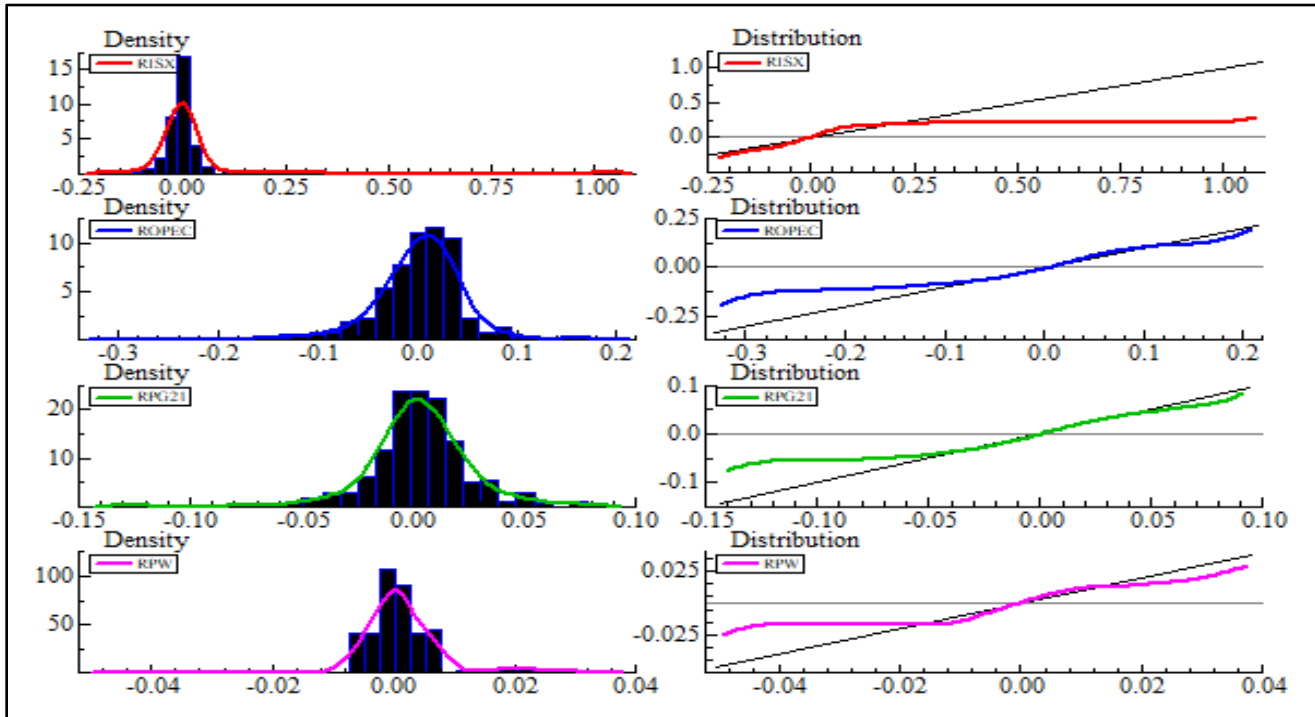 Density
RISX
15
10
5
-0.25 0.00 0.25 0.50 0.75 1.00
Distribution
RISX
1.0
0.5
0.0
-0.25 0.00 0.25 0.50 0.75 1.00
Density
ROPEC
10
5
-0.3 -0.2 -0.1 0.0 0.1 0.2
Distribution
ROPEC
0.25
0.00
-0.25
-0.3 -0.2 -0.1 0.0 0.1 0.2
Density
RPG21
20
10
-0.15 -0.10 -0.05 0.00 0.05 0.10
Distribution
RPG21
0.1
0.0
-0.1
-0.15 -0.10 -0.05 0.00 0.05 0.10
Density
RPW
100
50
-0.04 -0.02 0.00 0.02 0.04
Distribution
RPW
0.025
-0.025
-0.04 -0.02 0.00 0.02 0.04